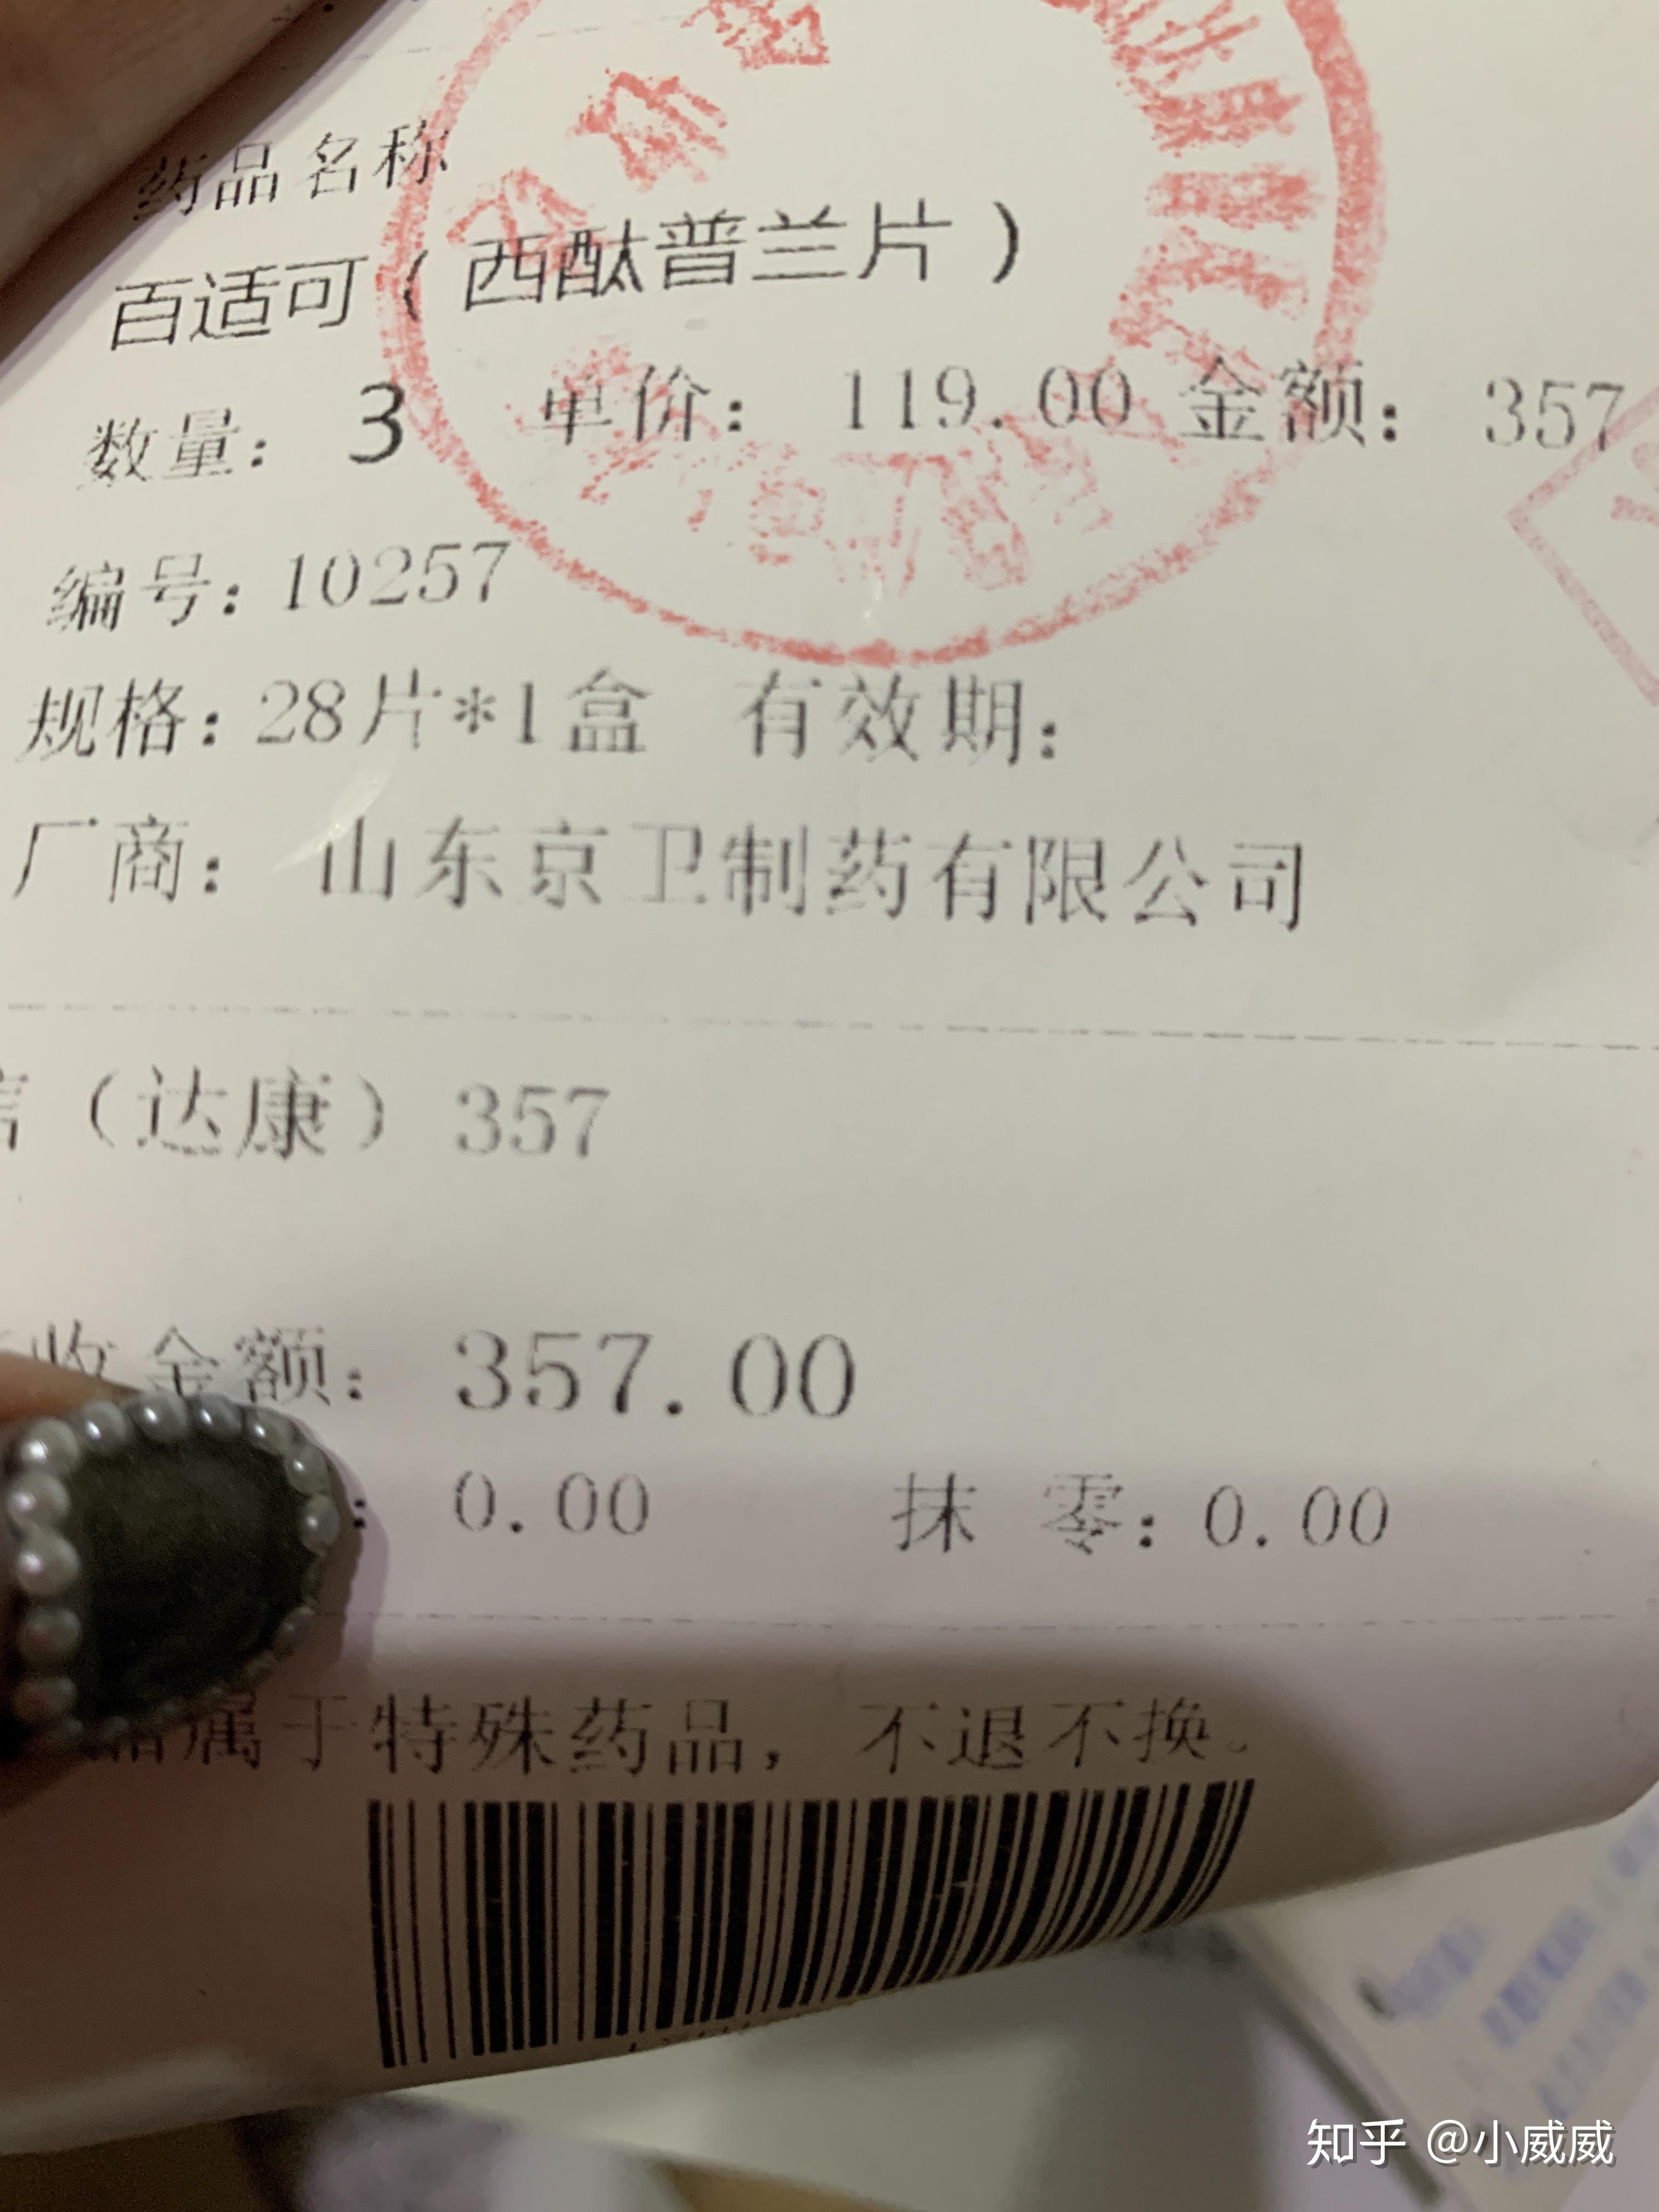 药品名称
百适可（西酞普兰片）
数量：3 单价：119.00 金额：357
编号：10257
规格：28片*1盒 有效期：
厂商：山东京卫制药有限公司
信（达康）357
收金额：357.00
：0.00 抹 零：0.00
品属于特殊药品，不退不换。
知乎 @小威威